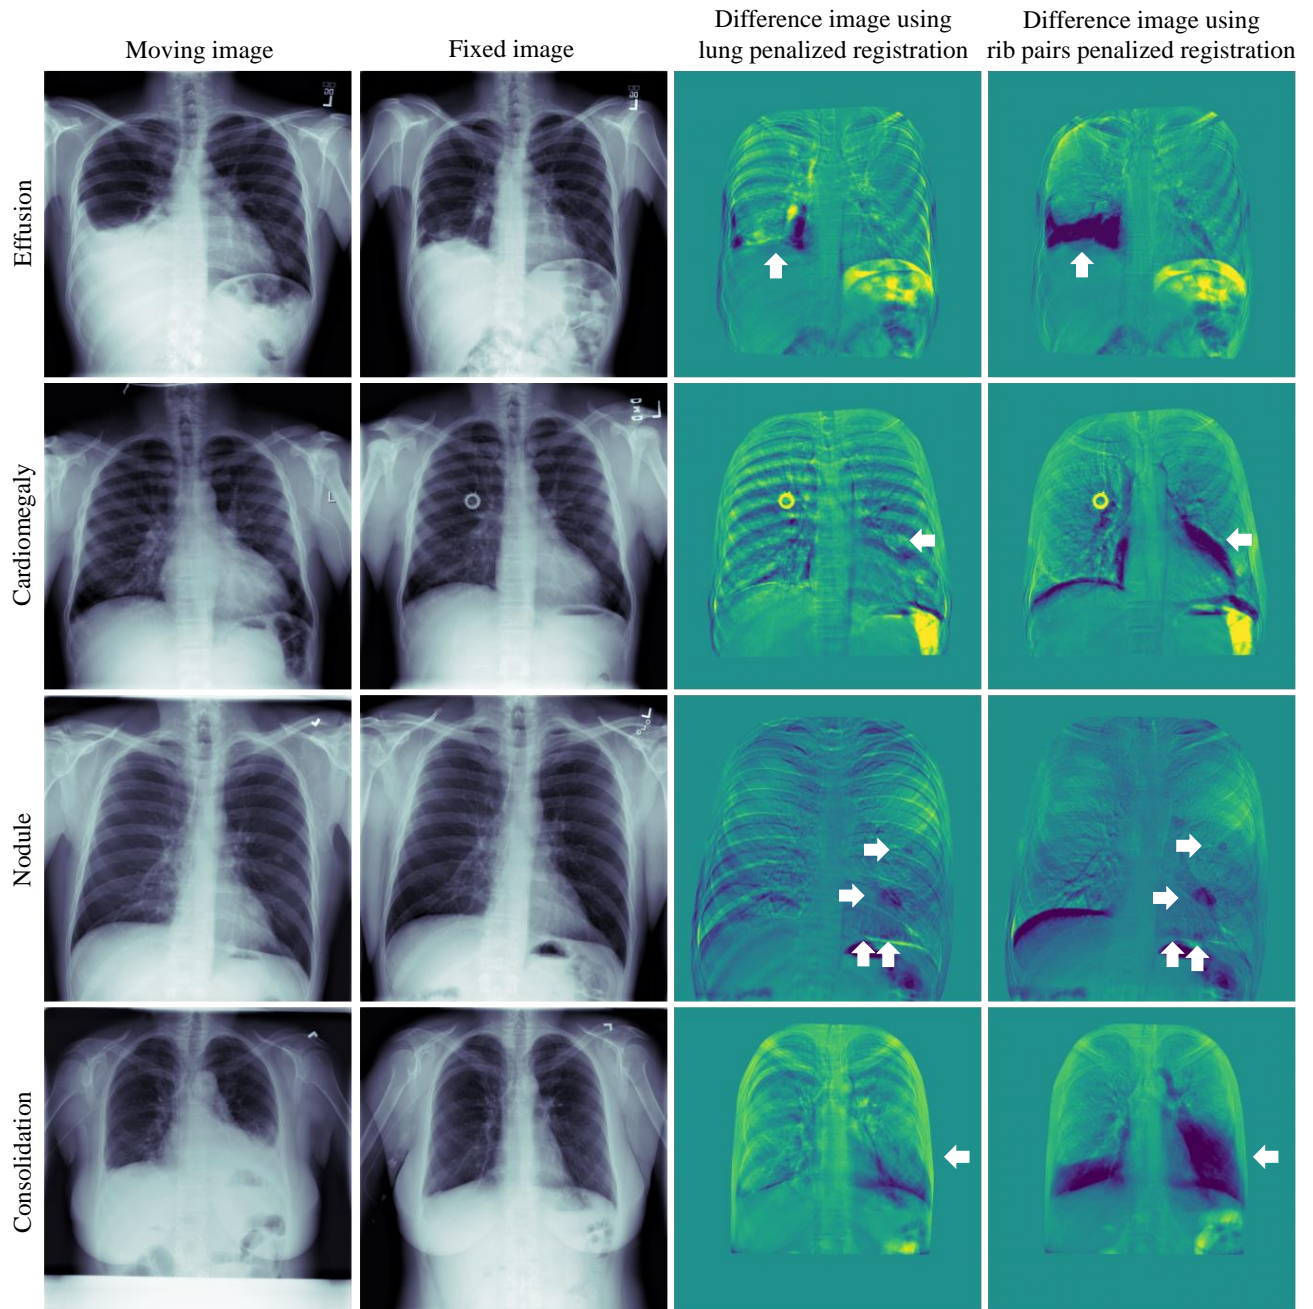 Moving image
Fixed image
Difference image using
lung penalized registration
Difference image using
rib pairs penalized registration
Effusion
L
L
Cardiomegaly
L
L
Nodule
L
Consolidation